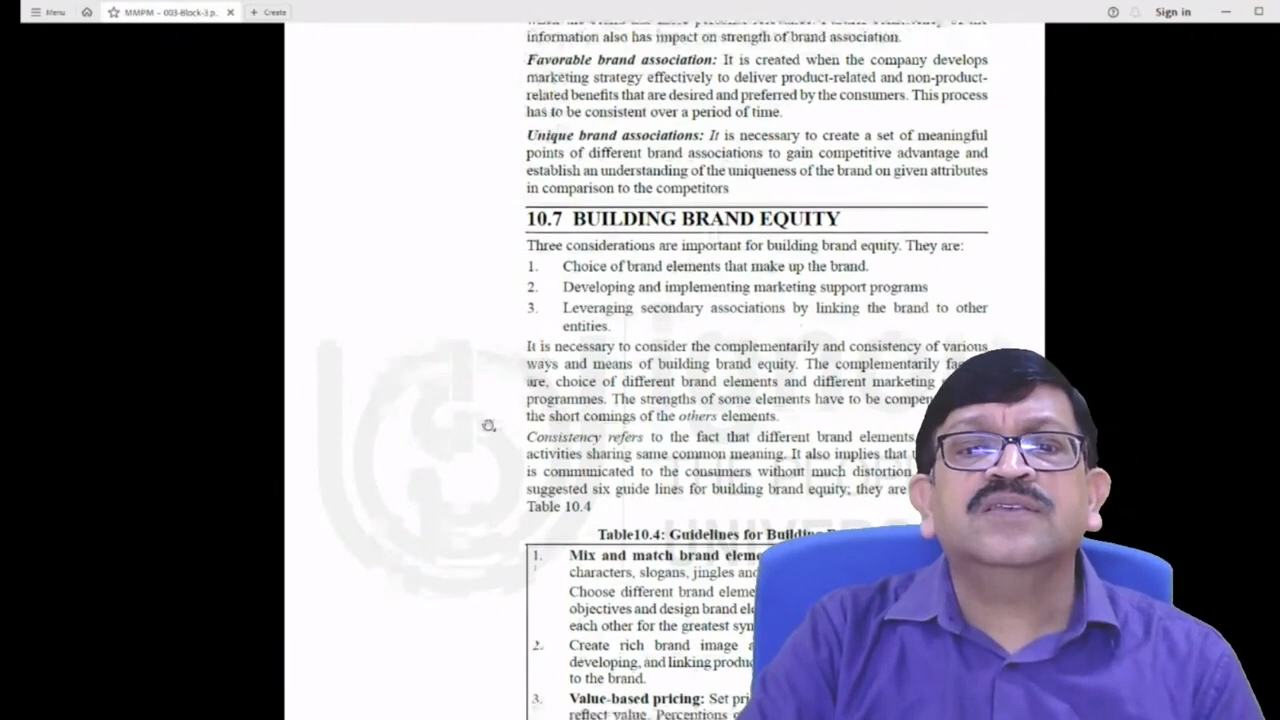 Menu
MMPM - 003-Block-3.p..
+ Create
Sign in
information also has impact on strength of brand association.
Favorable brand association: It is created when the company develops
marketing strategy effectively to deliver product-related and non-product-
related benefits that are desired and preferred by the consumers. This process
has to be consistent over a period of time.
Unique brand associations: It is necessary to create a set of meaningful
points of different brand associations to gain competitive advantage and
establish an understanding of the uniqueness of the brand on given attributes
in comparison to the competitors
10.7 BUILDING BRAND EQUITY
Three considerations are important for building brand equity. They are:
1. Choice of brand elements that make up the brand.
2. Developing and implementing marketing support programs
3. Leveraging secondary associations by linking the brand to other
entities.
It is necessary to consider the complementarily and consistency of various
ways and means of building brand equity. The complementarily
are, choice of different brand elements and different marketing
programmes. The strengths of some elements have to be
the short comings of the others elements.
Consistency refers to the fact that different brand elements
activities sharing same common meaning. It also implies that
is communicated to the consumers without much distortion
suggested six guide lines for building brand equity; they are
Table 10.4
Table10.4: Guidelines for Building
1. Mix and match brand
characters, slogans, jingles and
Choose different brand
objectives and design brand
each other for the greatest
2. Create rich brand image
developing, and linking
to the brand.
3. Value-based pricing: Set
reflect value. Perceptions